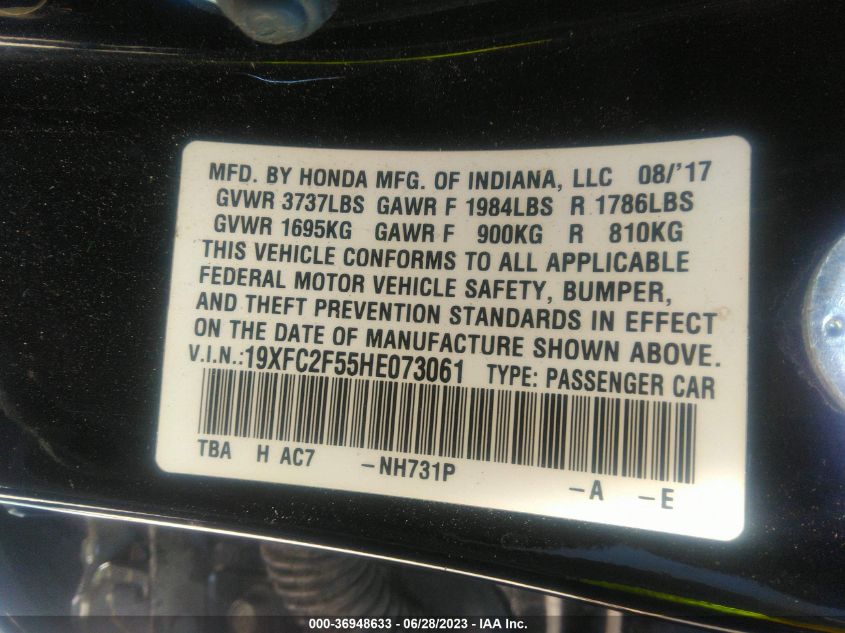 MFD. BY HONDA MFG. OF INDIANA, LLC 08/'17
GVWR 3737LBS GAWR F 1984LBS R 1786LBS
GVWR 1695KG GAWR F 900KG R 810KG
THIS VEHICLE CONFORMS TO ALL APPLICABLE
FEDERAL MOTOR VEHICLE SAFETY, BUMPER,
AND THEFT PREVENTION STANDARDS IN EFFECT
ON THE DATE OF MANUFACTURE SHOWN ABOVE.
V.I.N.:19XFC2F55HE073061 TYPE: PASSENGER CAR
TBA H AC7 -NH731P -A -E
000-36948633 - 06/28/2023 - IAA Inc.